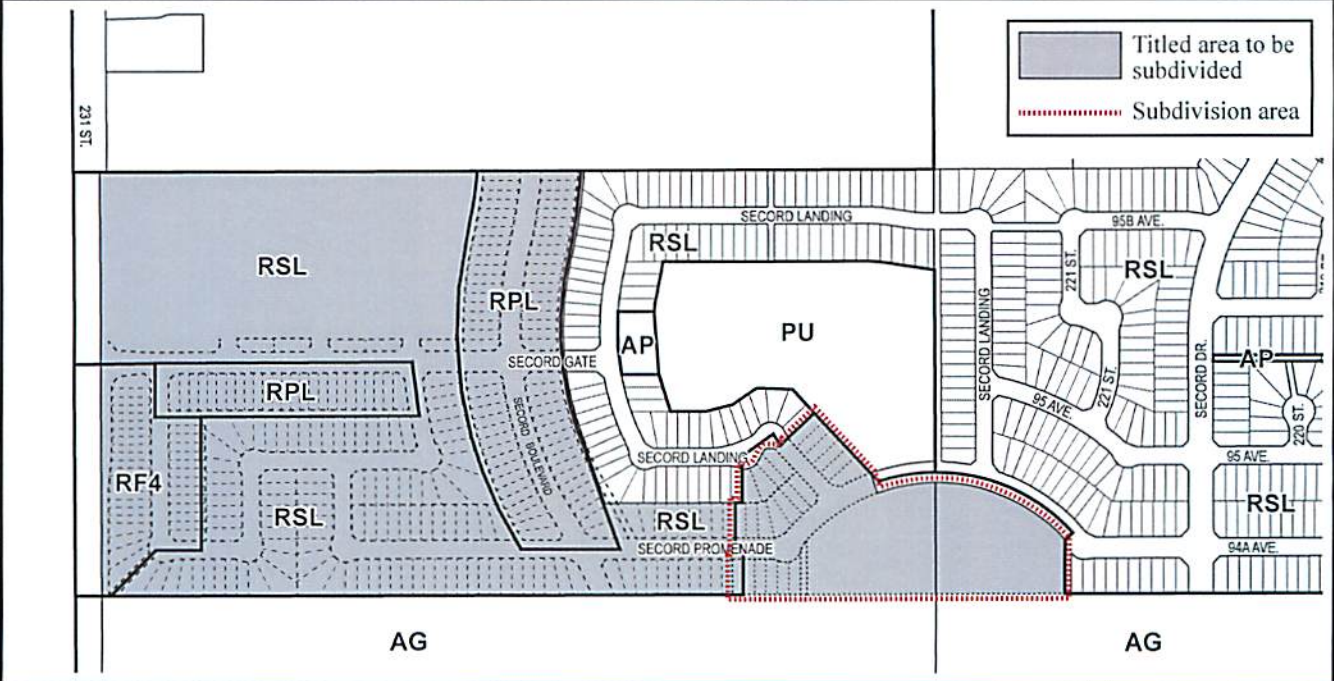 Titled area to be
subdivided
Subdivision area
231 ST.
SECORD LANDING
95B AVE.
RSL
RSL
RSL
221 ST.
RPL
SECORD LANDING
PU
AP
SECORD GATE
AP
SECORD DR.
221 ST.
RPL
95 AVE.
220 ST.
SECORD BOULEVARD
SECORD LANDING
95 AVE.
RF4
RSL
RSL
RSL
SECORD PROMENADE
94A AVE.
AG
AG